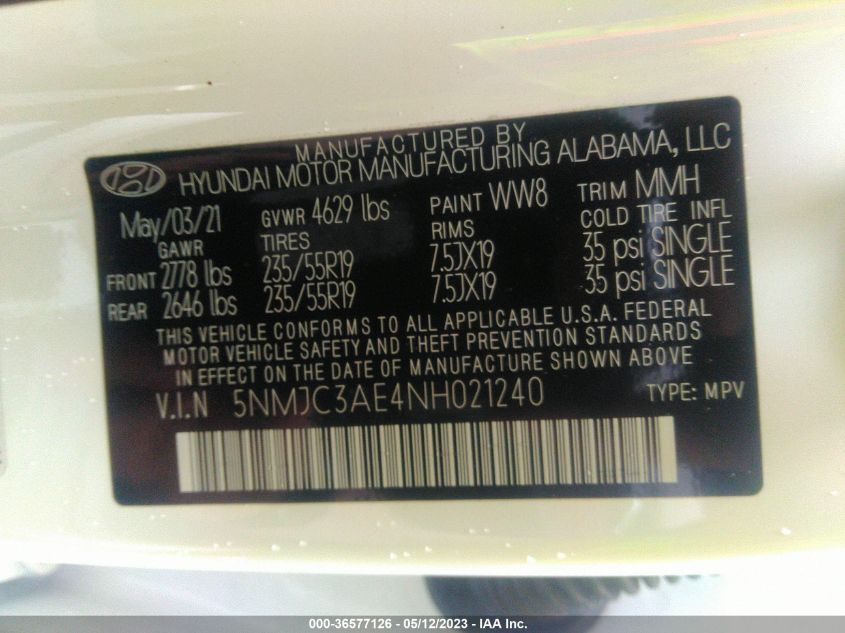 MANUFACTURED BY
HYUNDAI MOTOR MANUFACTURING ALABAMA, LLC
May/03/21 GVWR 4629 lbs PAINT WW8 TRIM MMH
GAWR TIRES RIMS COLD TIRE INFL
FRONT 2778 lbs 235/55R19 7.5JX19 35 psi SINGLE
REAR 2646 lbs 235/55R19 7.5JX19 35 psi SINGLE
THIS VEHICLE CONFORMS TO ALL APPLICABLE U.S.A. FEDERAL
MOTOR VEHICLE SAFETY AND THEFT PREVENTION STANDARDS
IN EFFECT ON THE DATE OF MANUFACTURE SHOWN ABOVE
V.I.N 5NMJC3AE4NH021240 TYPE: MPV
000-36577126 - 05/12/2023 - IAA Inc.